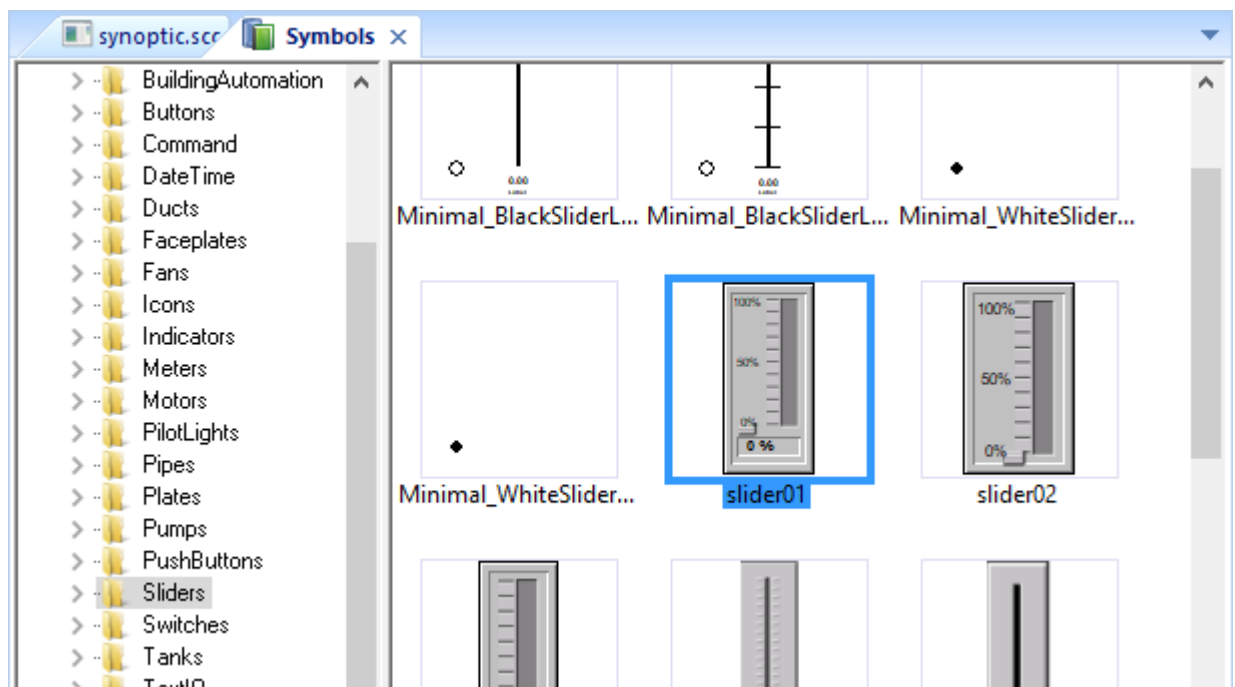 synoptic.scc
Symbols
BuildingAutomation
Buttons
Command
DateTime
Ducts
Faceplates
Fans
Icons
Indicators
Meters
Motors
PilotLights
Pipes
Plates
Pumps
PushButtons
Sliders
Switches
Tanks
0.00
0.00
Minimal_BlackSliderL... Minimal_BlackSliderL... Minimal_WhiteSlider...
100%
50%
0%
0 %
100%
50%
0%
Minimal_WhiteSlider... slider01 slider02